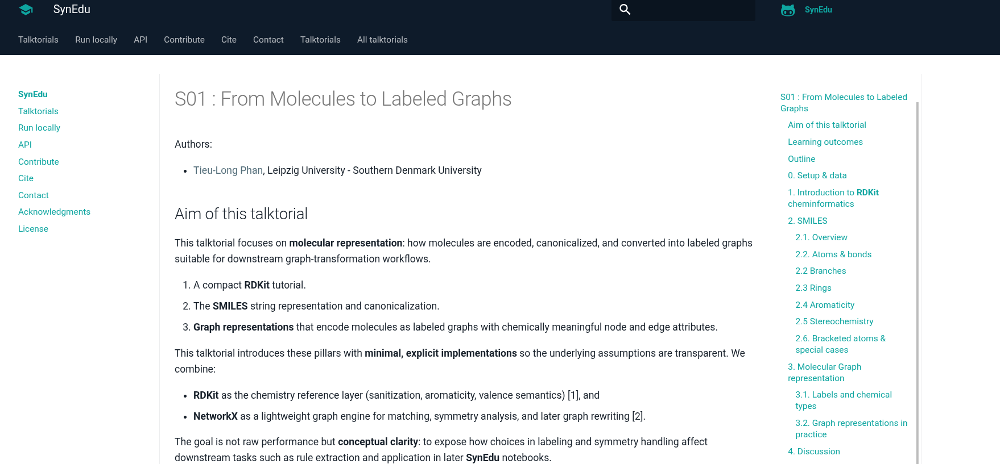 SynEdu
SynEdu
Talktorials Run locally API Contribute Cite Contact Talktorials All talktorials
SynEdu
Talktorials
Run locally
API
Contribute
Cite
Contact
Acknowledgments
License
S01 : From Molecules to Labeled Graphs
Authors:
• Tieu-Long Phan, Leipzig University - Southern Denmark University
Aim of this talktorial
This talktorial focuses on molecular representation: how molecules are encoded, canonicalized, and converted into labeled graphs
suitable for downstream graph-transformation workflows.
1. A compact RDKit tutorial.
2. The SMILES string representation and canonicalization.
3. Graph representations that encode molecules as labeled graphs with chemically meaningful node and edge attributes.
This talktorial introduces these pillars with minimal, explicit implementations so the underlying assumptions are transparent. We
combine:
• RDKit as the chemistry reference layer (sanitization, aromaticity, valence semantics) [1], and
• NetworkX as a lightweight graph engine for matching, symmetry analysis, and later graph rewriting [2].
The goal is not raw performance but conceptual clarity: to expose how choices in labeling and symmetry handling affect
downstream tasks such as rule extraction and application in later SynEdu notebooks.
S01 : From Molecules to Labeled
Graphs
Aim of this talktorial
Learning outcomes
Outline
0. Setup & data
1. Introduction to RDKit
cheminformatics
2. SMILES
2.1. Overview
2.2. Atoms & bonds
2.2 Branches
2.3 Rings
2.4 Aromaticity
2.5 Stereochemistry
2.6. Bracketed atoms &
special cases
3. Molecular Graph
representation
3.1. Labels and chemical
types
3.2. Graph representations in
practice
4. Discussion